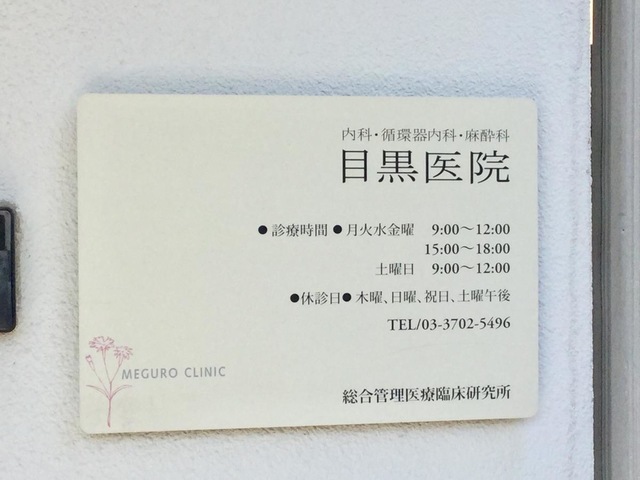 内科・循環器内科・麻酔科
目黒医院
●診療時間●月火水金曜 9:00〜12:00
15:00〜18:00
土曜日 9:00〜12:00
●休診日●木曜、日曜、祝日、土曜午後
TEL/03-3702-5496
MEGURO CLINIC
総合管理医療臨床研究所